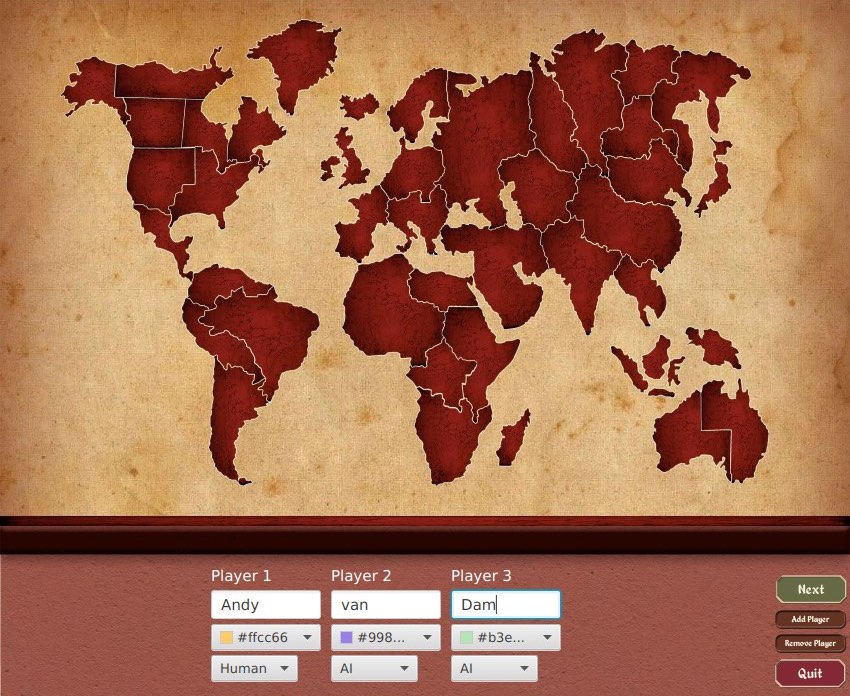 Player 1 Player 2 Player 3
Andy van Dam
#ffcc66 #998... #b3e...
Human AI AI
Next
Add Player
Remove Player
Quit